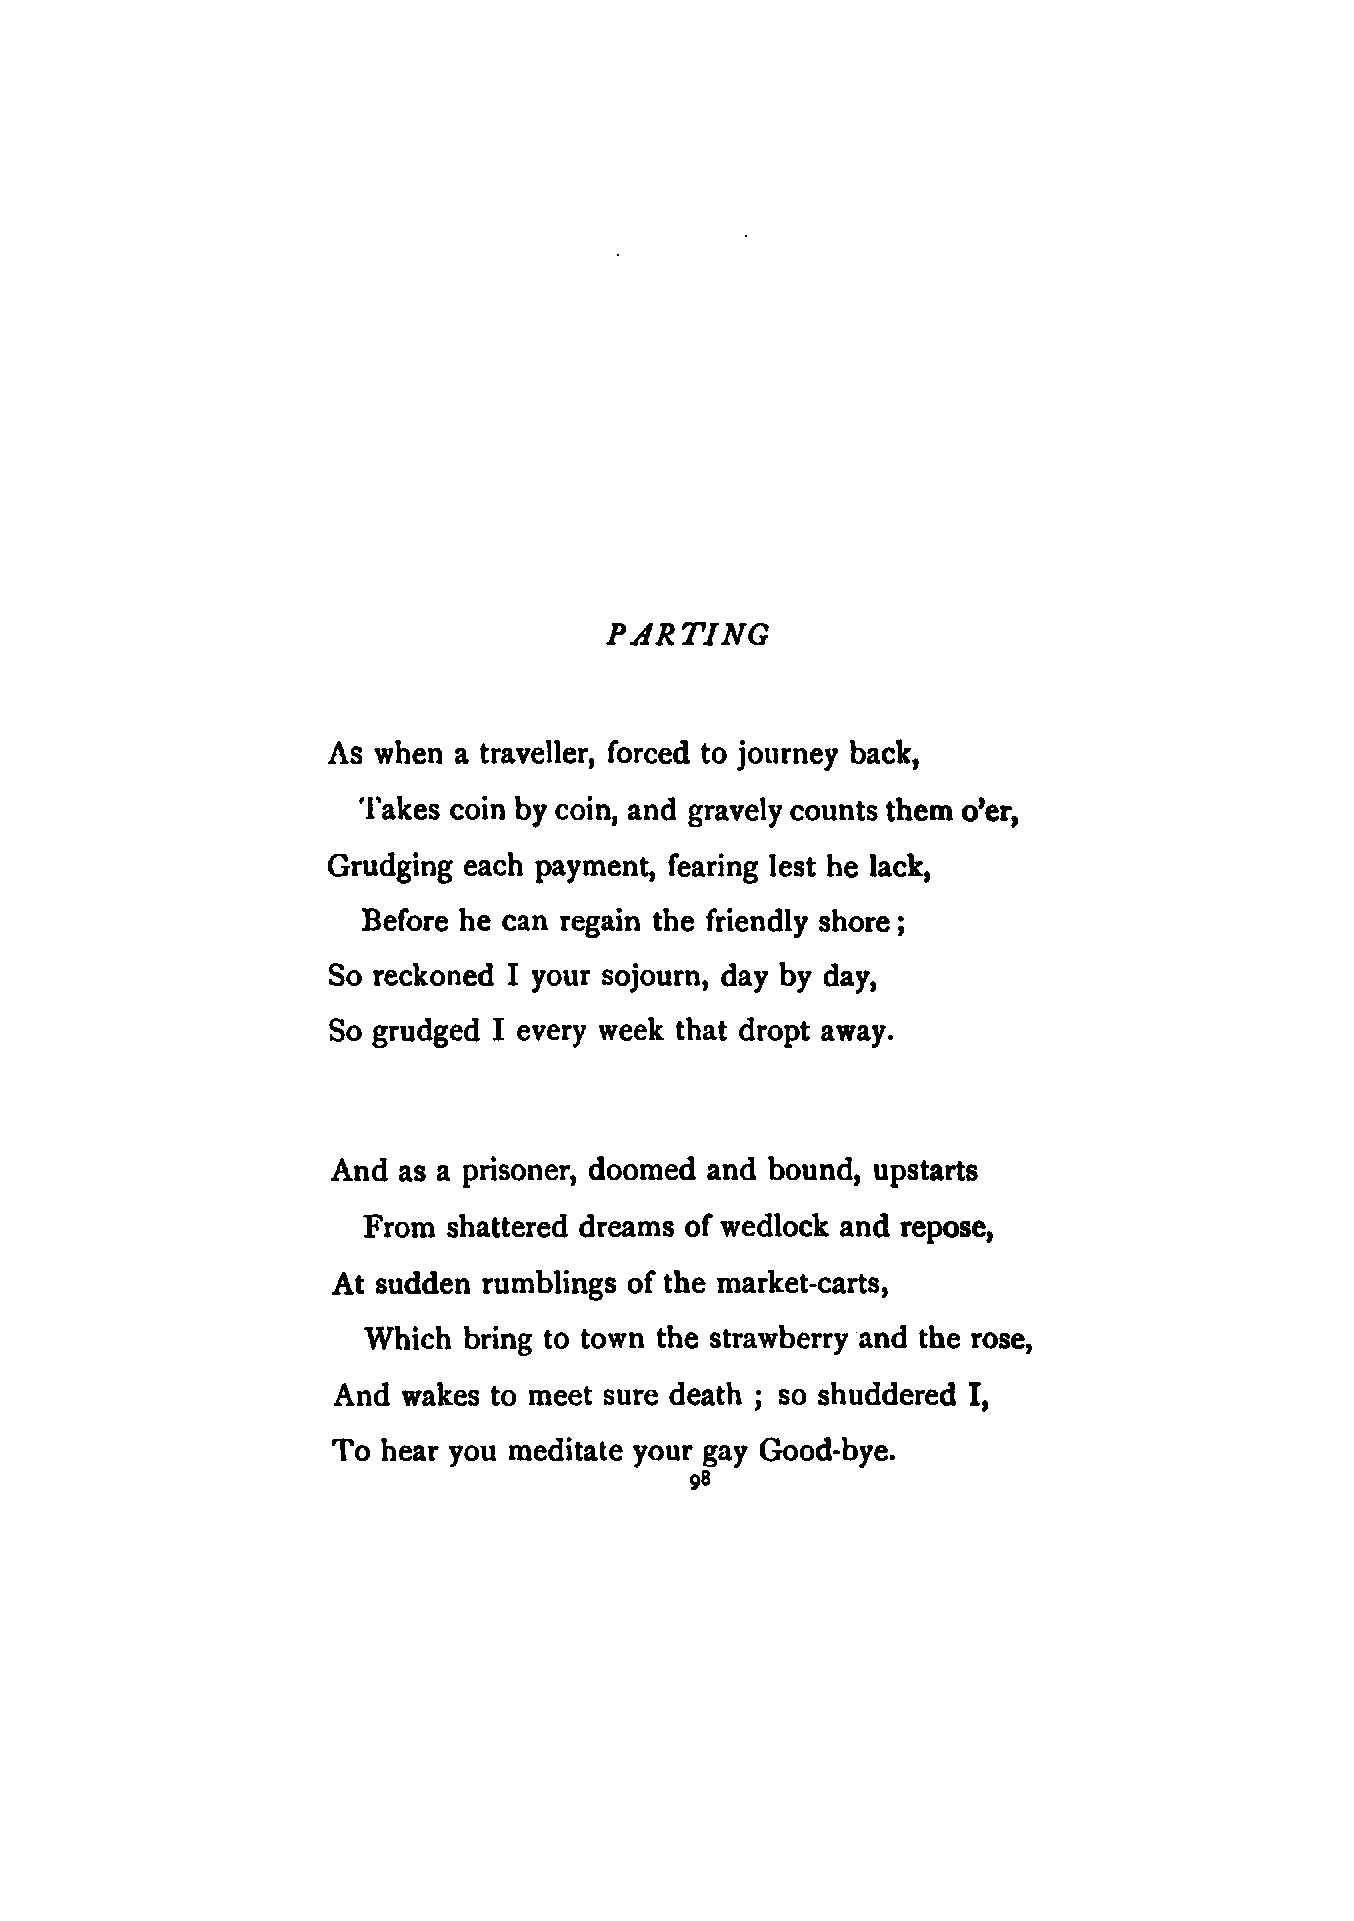 PARTING
As when a traveller, forced to journey back,
Takes coin by coin, and gravely counts them o'er,
Grudging each payment, fearing lest he lack,
Before he can regain the friendly shore ;
So reckoned I your sojourn, day by day,
So grudged I every week that dropt away.
And as a prisoner, doomed and bound, upstarts
From shattered dreams of wedlock and repose,
At sudden rumblings of the market-carts,
Which bring to town the strawberry and the rose,
And wakes to meet sure death ; so shuddered I,
To hear you meditate your gay Good-bye.
98